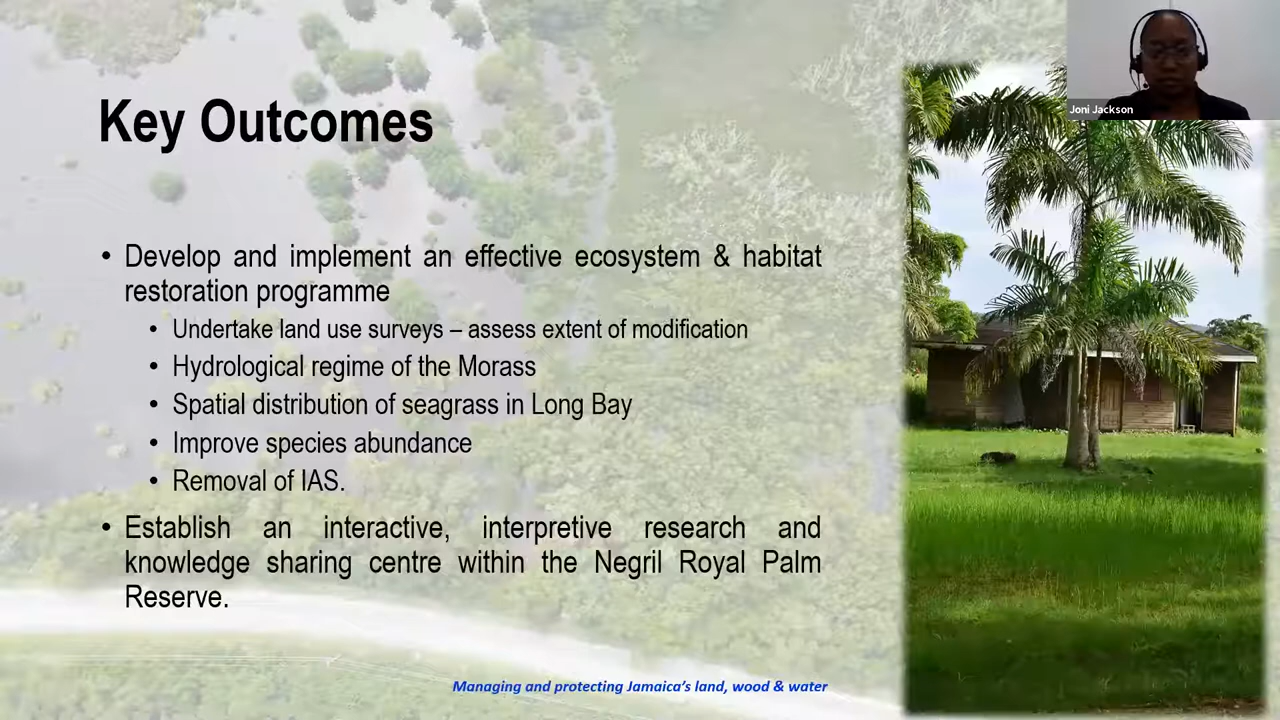 Joni Jackson
Key Outcomes
• Develop and implement an effective ecosystem & habitat
restoration programme
• Undertake land use surveys – assess extent of modification
• Hydrological regime of the Morass
• Spatial distribution of seagrass in Long Bay
• Improve species abundance
• Removal of IAS.
• Establish an interactive, interpretive research and
knowledge sharing centre within the Negril Royal Palm
Reserve.
Managing and protecting Jamaica's land, wood & water